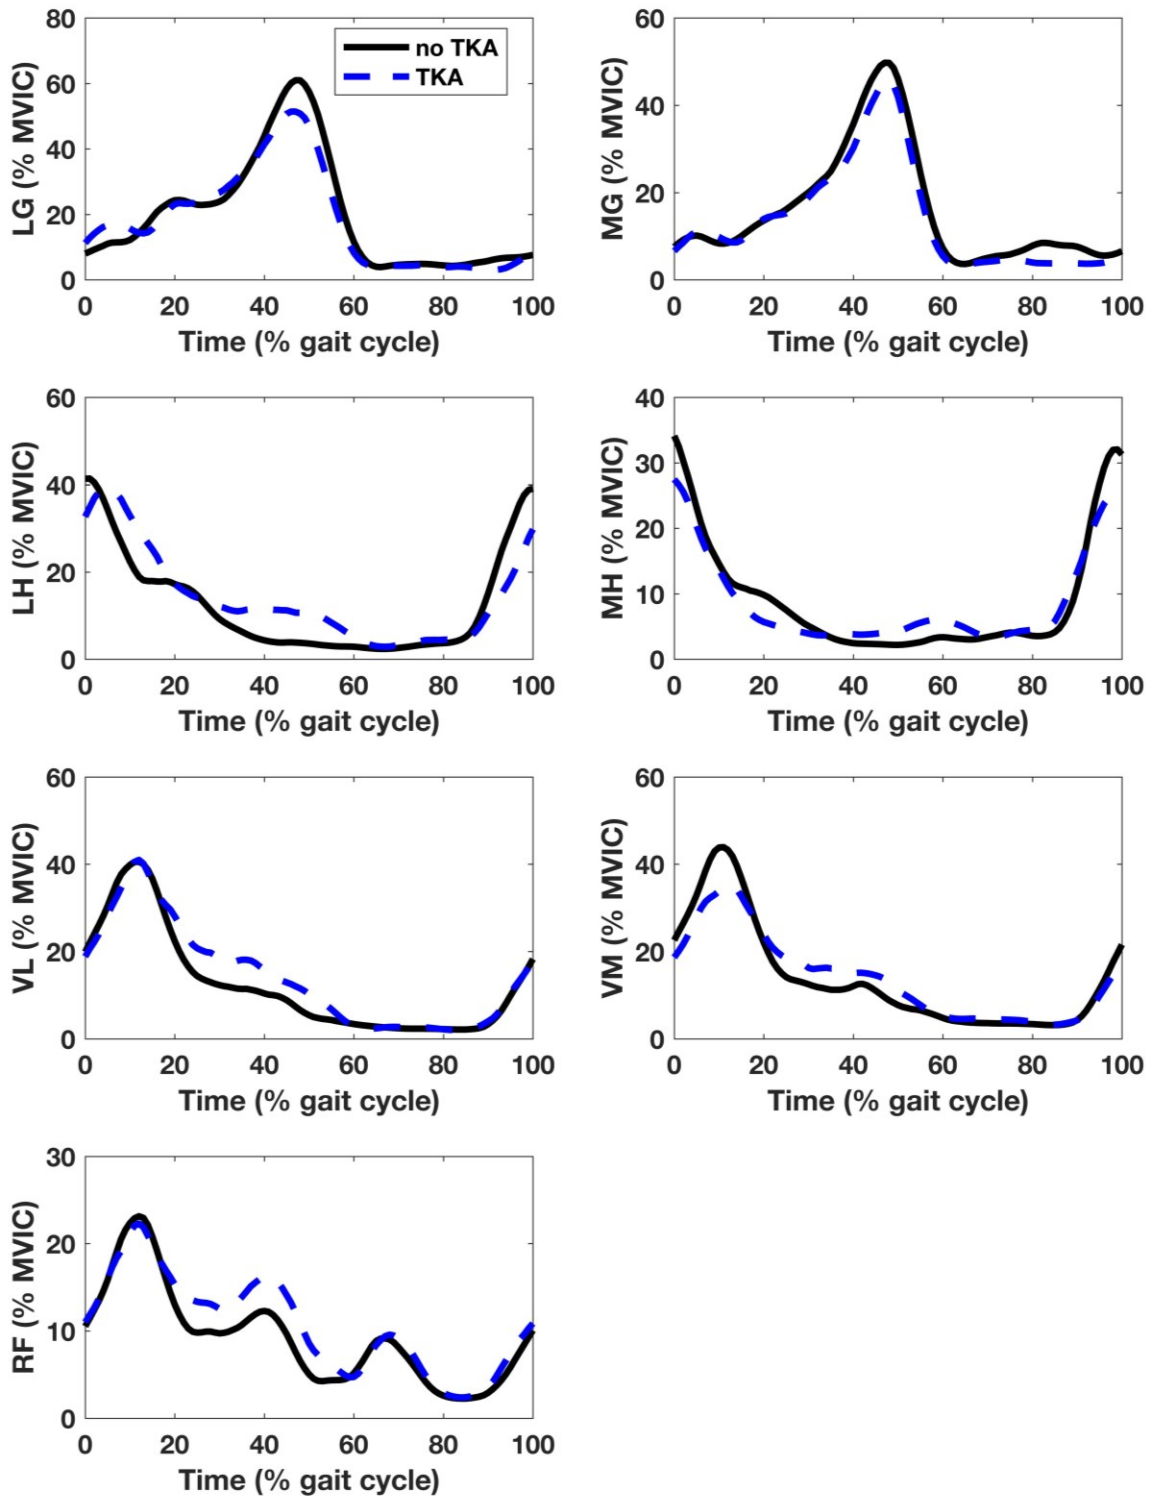 80
60
40
20
0
LG (% MVIC)
no TKA
TKA
0 20 40 60 80 100
Time (% gait cycle)
60
40
20
0
MG (% MVIC)
0 20 40 60 80 100
Time (% gait cycle)
60
40
20
0
LH (% MVIC)
0 20 40 60 80 100
Time (% gait cycle)
40
30
20
10
0
MH (% MVIC)
0 20 40 60 80 100
Time (% gait cycle)
60
40
20
0
VL (% MVIC)
0 20 40 60 80 100
Time (% gait cycle)
60
40
20
0
VM (% MVIC)
0 20 40 60 80 100
Time (% gait cycle)
30
20
10
0
RF (% MVIC)
0 20 40 60 80 100
Time (% gait cycle)